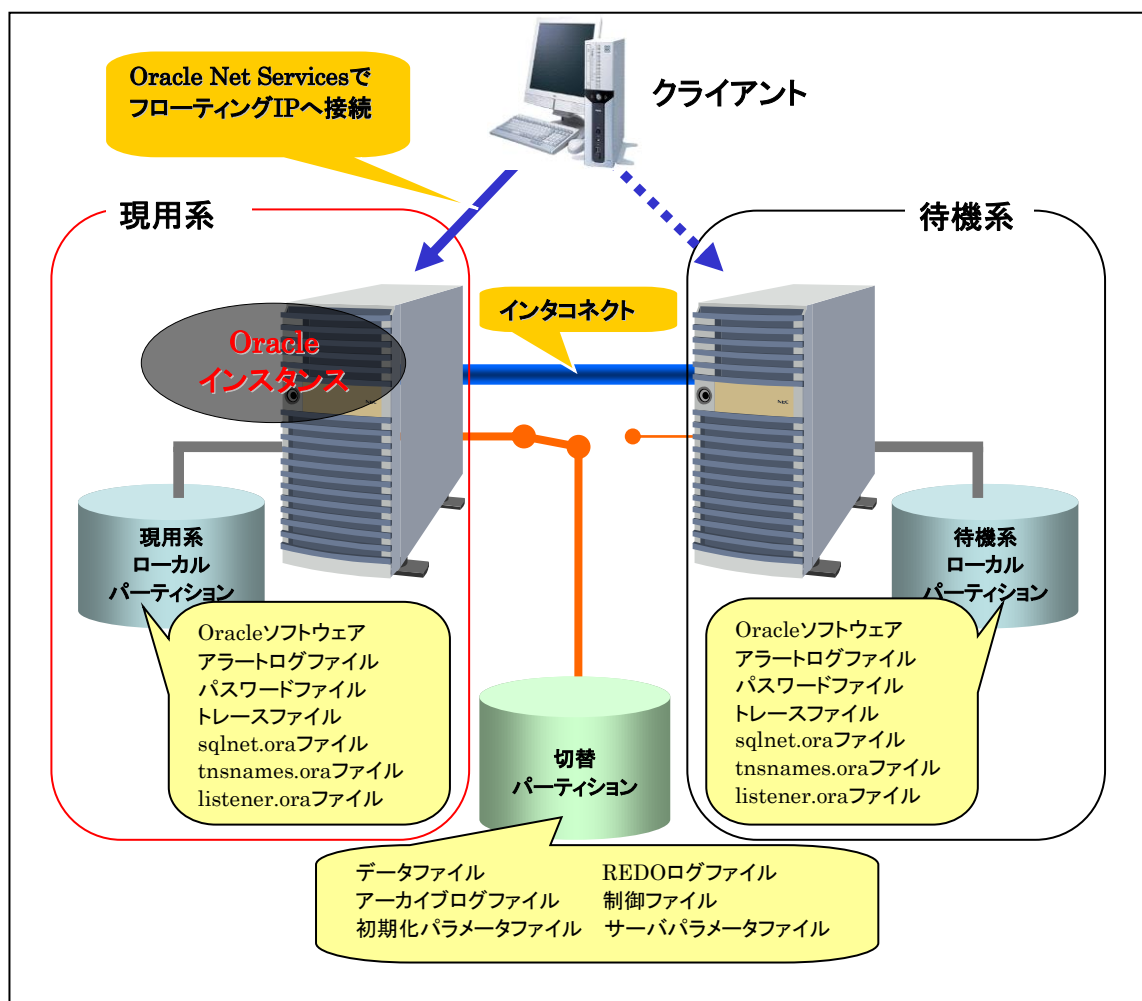 Oracle Net Servicesで
フローティングIPへ接続
クライアント
現用系
待機系
インタコネクト
Oracle
インスタンス
NEC
NEC
現用系
ローカル
パーティション
待機系
ローカル
パーティション
Oracleソフトウェア
アラートログファイル
パスワードファイル
トレースファイル
sqlnet.oraファイル
tnsnames.oraファイル
listener.oraファイル
Oracleソフトウェア
アラートログファイル
パスワードファイル
トレースファイル
sqlnet.oraファイル
tnsnames.oraファイル
listener.oraファイル
切替
パーティション
データファイル REDOログファイル
アーカイブログファイル 制御ファイル
初期化パラメータファイル サーバパラメータファイル